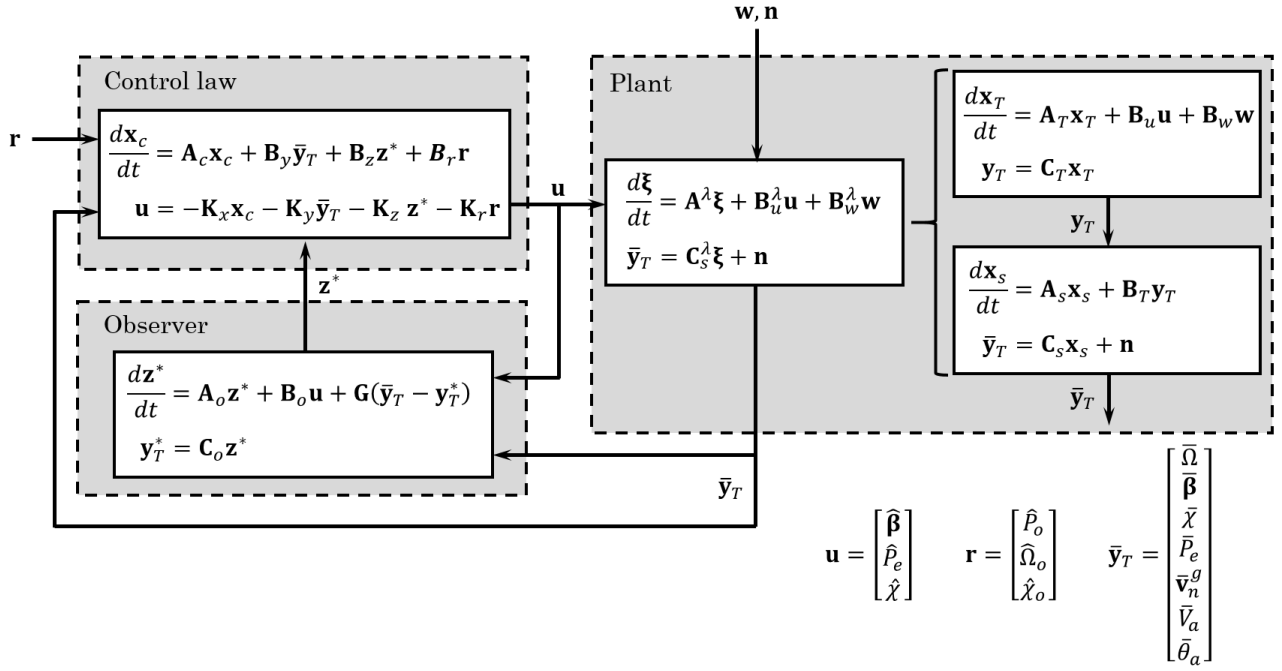 w, n
Control law
dx_c/dt = A_c x_c + B_y ȳ_T + B_z z* + B_r r
u = −K_x x_c − K_y ȳ_T − K_z z* − K_r r
r
u
z*
Observer
dz*/dt = A_o z* + B_o u + G(ȳ_T − y_T*)
y_T* = C_o z*
ȳ_T
Plant
dξ/dt = A^λ ξ + B_u^λ u + B_w^λ w
ȳ_T = C_s^λ ξ + n
dx_T/dt = A_T x_T + B_u u + B_w w
y_T = C_T x_T
y_T
dx_s/dt = A_s x_s + B_T y_T
ȳ_T = C_s x_s + n
ȳ_T
u = [β̂ P̂_e χ̂]
r = [P̂_o Ω̂_o χ̂_o]
ȳ_T = [Ω̄ β̄ χ̄ P̄_e v̄_n^g V̄_a θ̄_a]